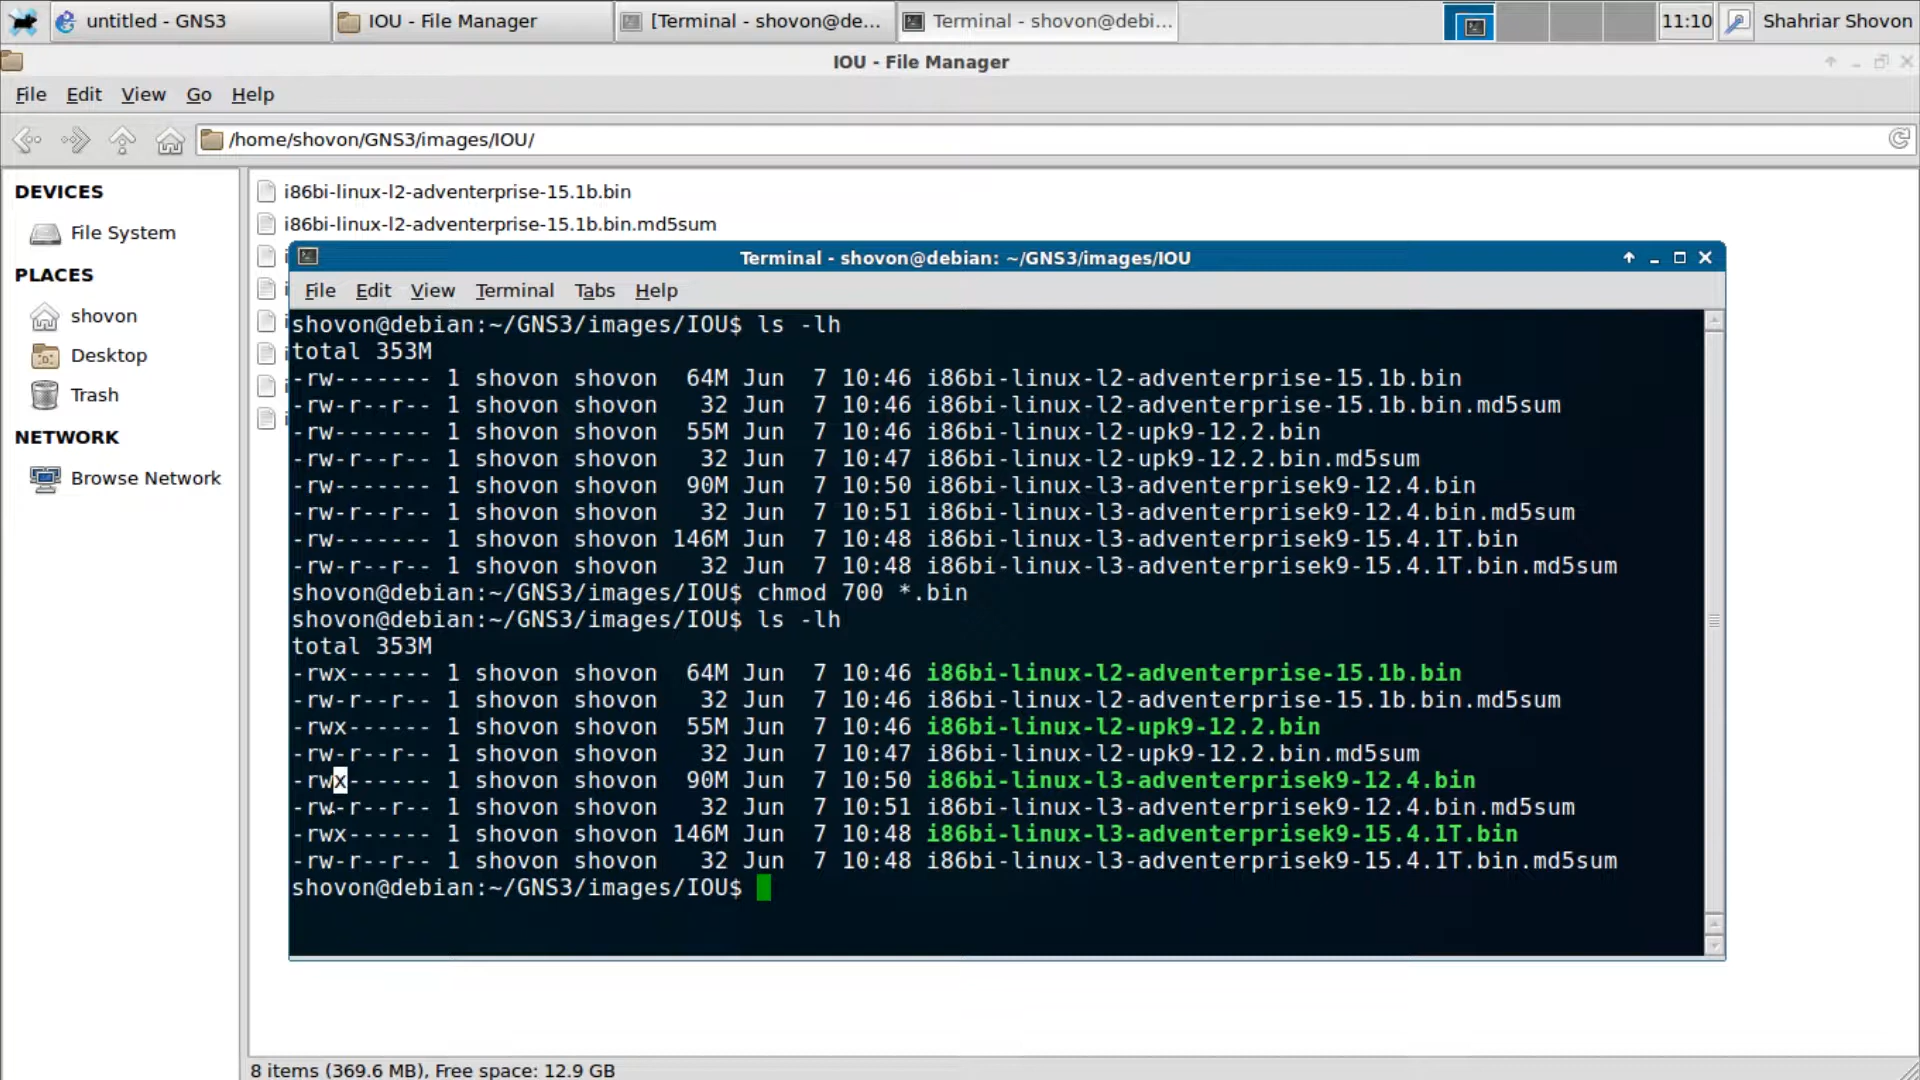 untitled - GNS3
IOU - File Manager
[Terminal - shovon@de...
Terminal - shovon@debi...
11:10
Shahriar Shovon
IOU - File Manager
File Edit View Go Help
/home/shovon/GNS3/images/IOU/
DEVICES
File System
PLACES
shovon
Desktop
Trash
NETWORK
Browse Network
i86bi-linux-l2-adventerprise-15.1b.bin
i86bi-linux-l2-adventerprise-15.1b.bin.md5sum
Terminal - shovon@debian: ~/GNS3/images/IOU
File Edit View Terminal Tabs Help
shovon@debian:~/GNS3/images/IOU$ ls -lh
total 353M
-rw------- 1 shovon shovon  64M Jun  7 10:46 i86bi-linux-l2-adventerprise-15.1b.bin
-rw-r--r-- 1 shovon shovon   32 Jun  7 10:46 i86bi-linux-l2-adventerprise-15.1b.bin.md5sum
-rw------- 1 shovon shovon  55M Jun  7 10:46 i86bi-linux-l2-upk9-12.2.bin
-rw-r--r-- 1 shovon shovon   32 Jun  7 10:47 i86bi-linux-l2-upk9-12.2.bin.md5sum
-rw------- 1 shovon shovon  90M Jun  7 10:50 i86bi-linux-l3-adventerprisek9-12.4.bin
-rw-r--r-- 1 shovon shovon   32 Jun  7 10:51 i86bi-linux-l3-adventerprisek9-12.4.bin.md5sum
-rw------- 1 shovon shovon 146M Jun  7 10:48 i86bi-linux-l3-adventerprisek9-15.4.1T.bin
-rw-r--r-- 1 shovon shovon   32 Jun  7 10:48 i86bi-linux-l3-adventerprisek9-15.4.1T.bin.md5sum
shovon@debian:~/GNS3/images/IOU$ chmod 700 *.bin
shovon@debian:~/GNS3/images/IOU$ ls -lh
total 353M
-rwx------ 1 shovon shovon  64M Jun  7 10:46 i86bi-linux-l2-adventerprise-15.1b.bin
-rw-r--r-- 1 shovon shovon   32 Jun  7 10:46 i86bi-linux-l2-adventerprise-15.1b.bin.md5sum
-rwx------ 1 shovon shovon  55M Jun  7 10:46 i86bi-linux-l2-upk9-12.2.bin
-rw-r--r-- 1 shovon shovon   32 Jun  7 10:47 i86bi-linux-l2-upk9-12.2.bin.md5sum
-rwx------ 1 shovon shovon  90M Jun  7 10:50 i86bi-linux-l3-adventerprisek9-12.4.bin
-rw-r--r-- 1 shovon shovon   32 Jun  7 10:51 i86bi-linux-l3-adventerprisek9-12.4.bin.md5sum
-rwx------ 1 shovon shovon 146M Jun  7 10:48 i86bi-linux-l3-adventerprisek9-15.4.1T.bin
-rw-r--r-- 1 shovon shovon   32 Jun  7 10:48 i86bi-linux-l3-adventerprisek9-15.4.1T.bin.md5sum
shovon@debian:~/GNS3/images/IOU$
8 items (369.6 MB), Free space: 12.9 GB